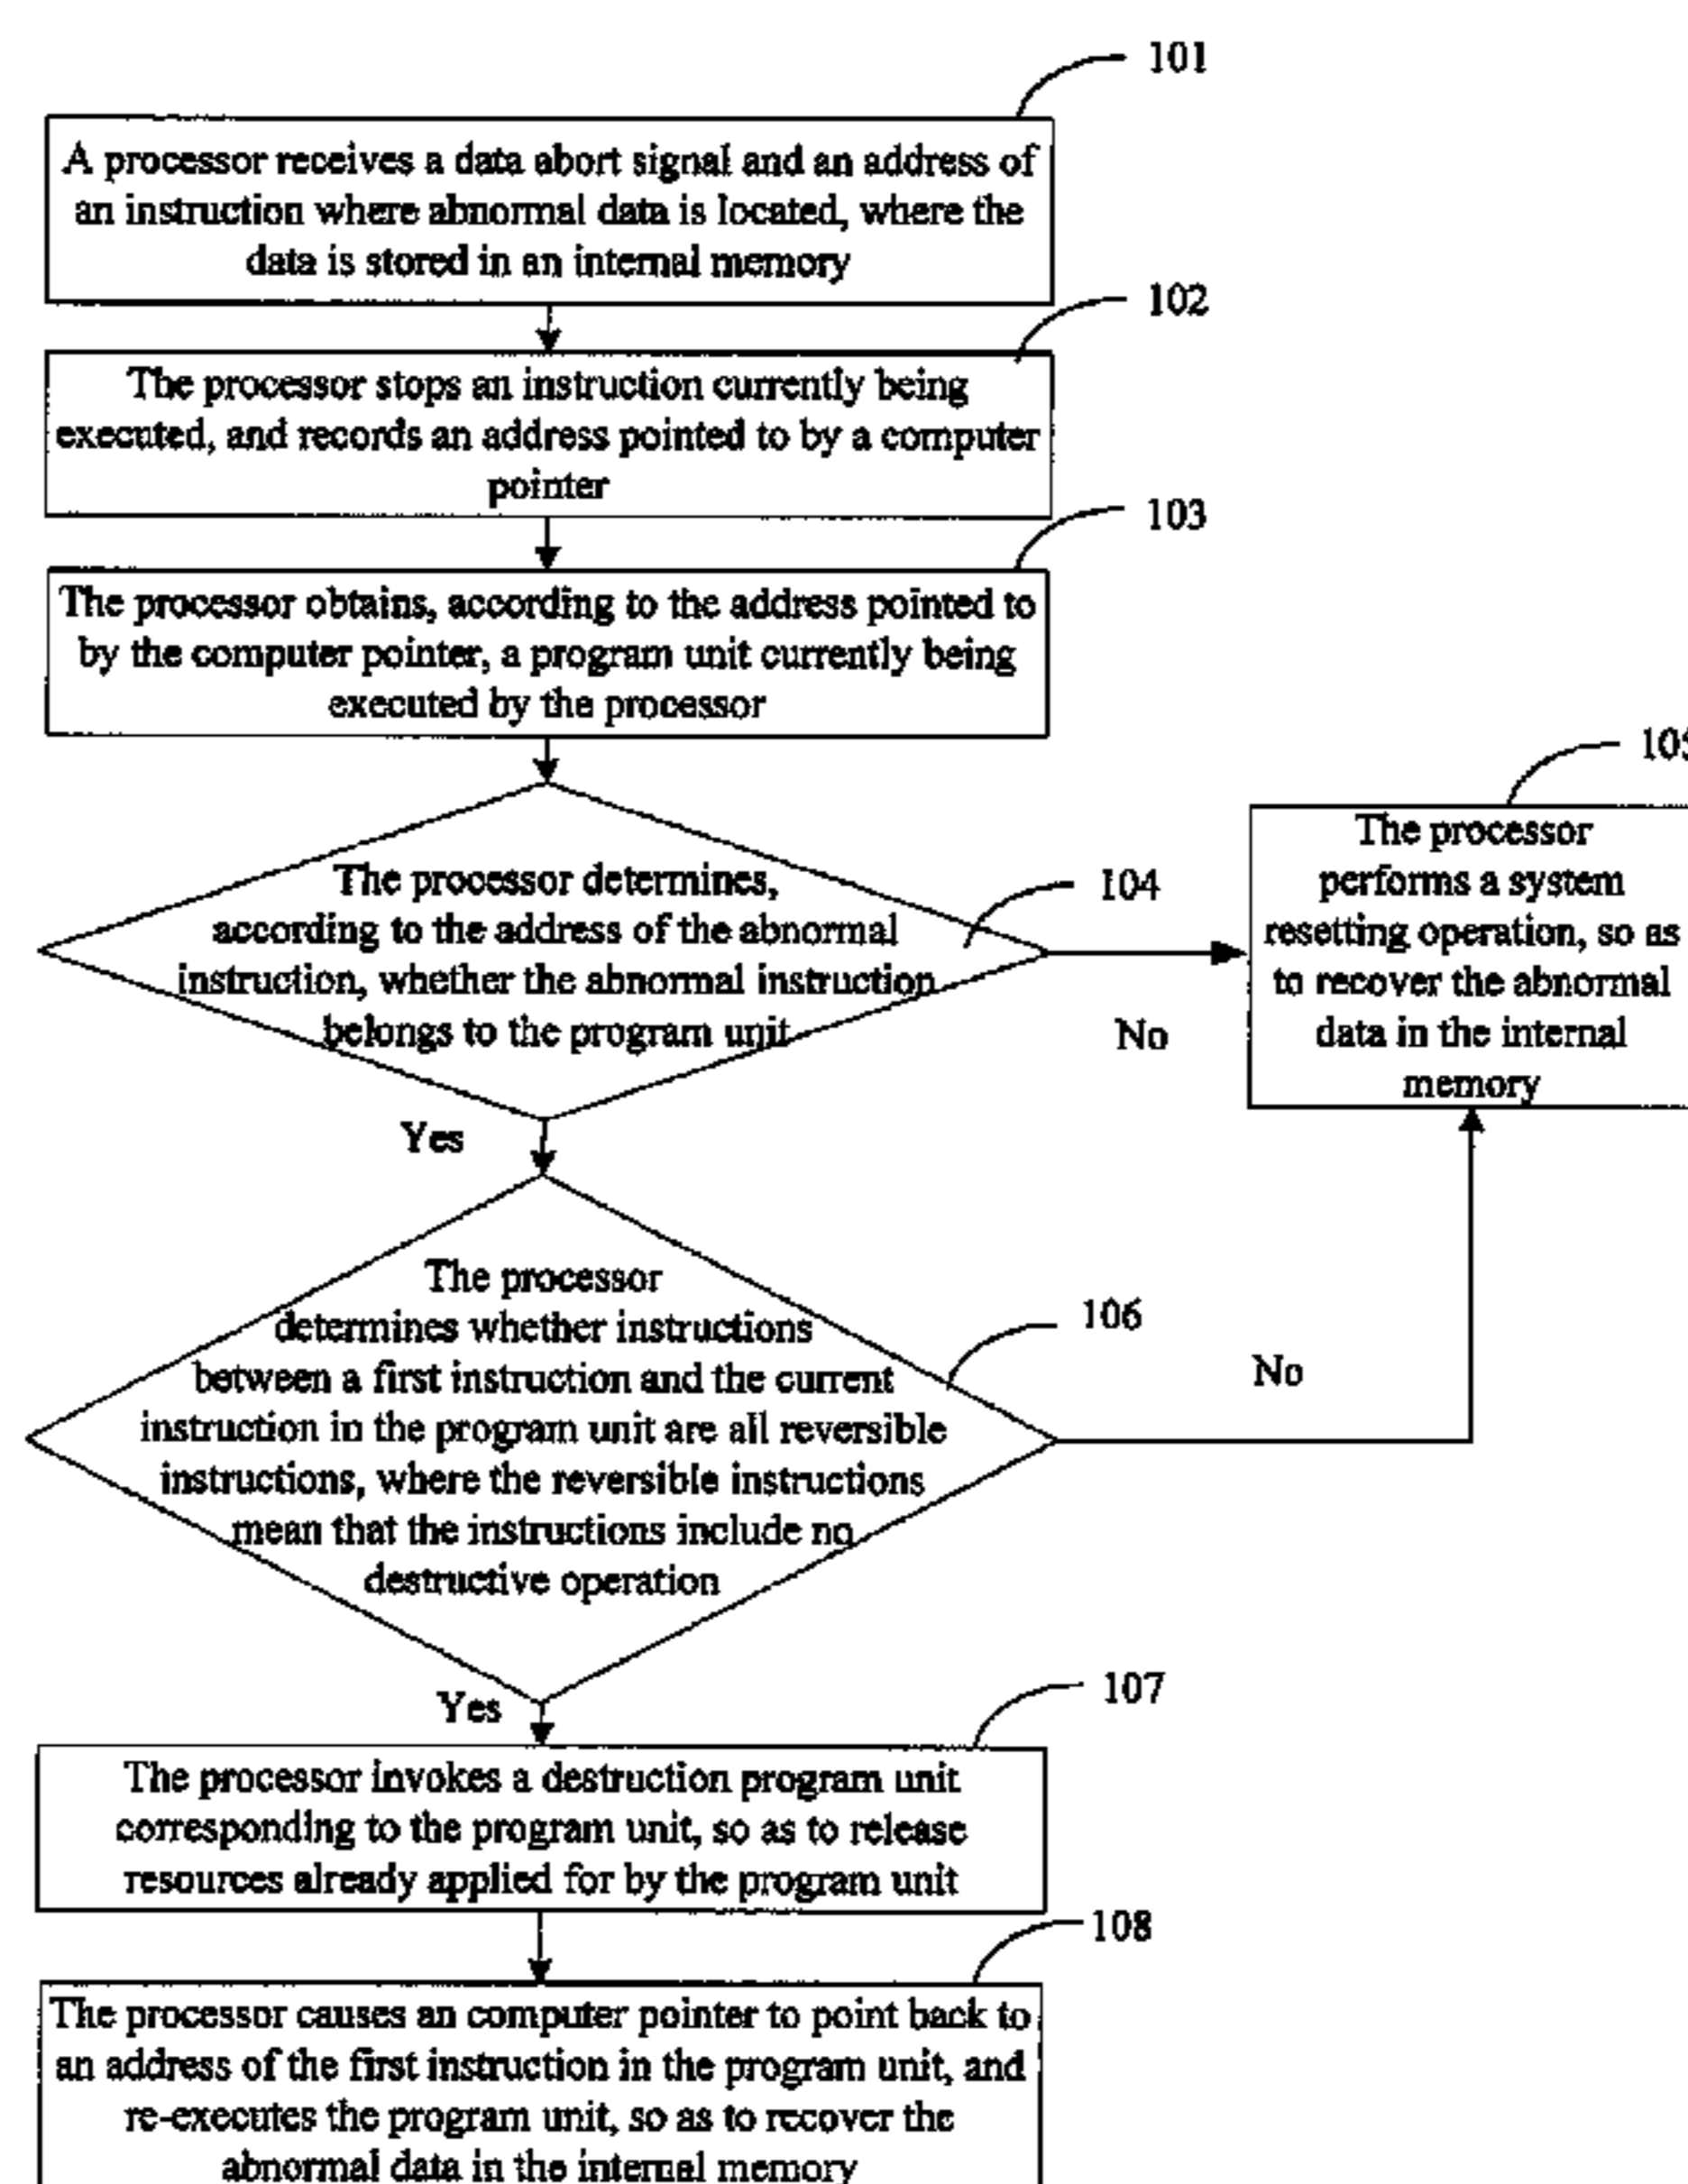 101
A processor receives a data abort signal and an address of
an instruction where abnormal data is located, where the
data is stored in an internal memory
102
The processor stops an instruction currently being
executed, and records an address pointed to by a computer
pointer
103
The processor obtains, according to the address pointed to
by the computer pointer, a program unit currently being
executed by the processor
104
The processor determines,
according to the address of the abnormal
instruction, whether the abnormal instruction
belongs to the program unit
No
Yes
105
The processor
performs a system
resetting operation, so as
to recover the abnormal
data in the internal
memory
106
The processor
determines whether instructions
between a first instruction and the current
instruction in the program unit are all reversible
instructions, where the reversible instructions
mean that the instructions include no
destructive operation
No
Yes
107
The processor invokes a destruction program unit
corresponding to the program unit, so as to release
resources already applied for by the program unit
108
The processor causes an computer pointer to point back to
an address of the first instruction in the program unit, and
re-executes the program unit, so as to recover the
abnormal data in the internal memory